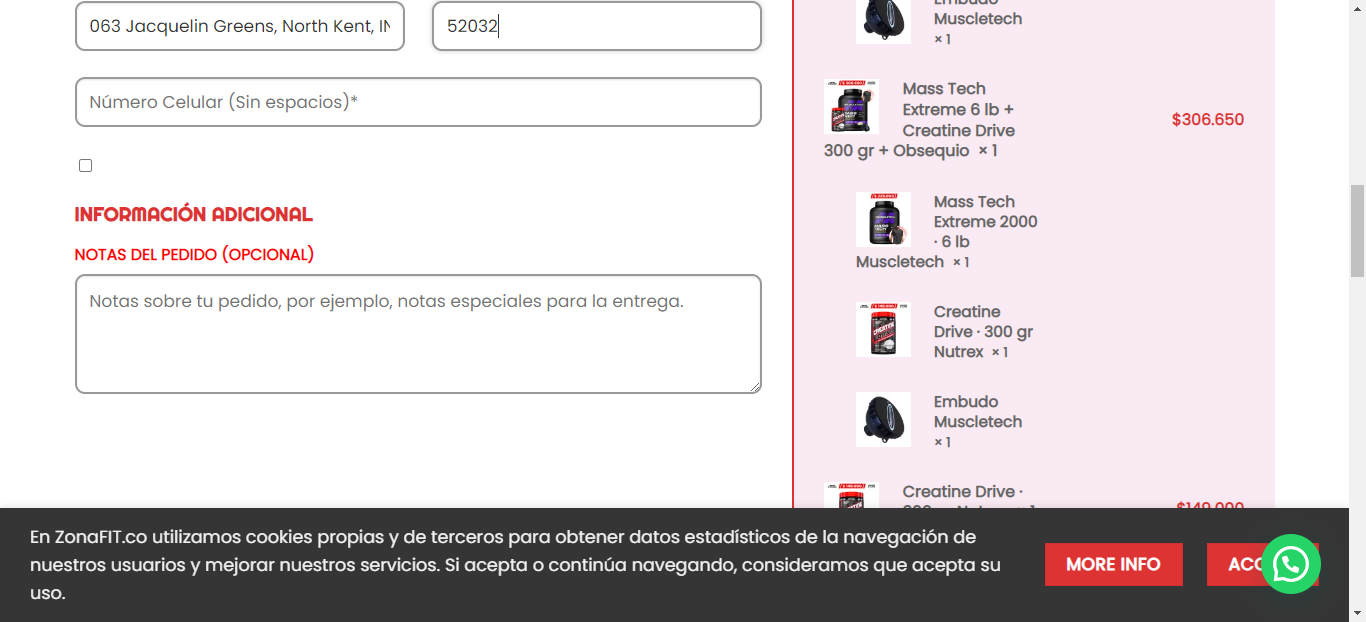 063 Jacquelin Greens, North Kent, IN
52032
Número Celular (Sin espacios)*
INFORMACIÓN ADICIONAL
NOTAS DEL PEDIDO (OPCIONAL)
Notas sobre tu pedido, por ejemplo, notas especiales para la entrega.
Embudo
Muscletech
× 1
Mass Tech
Extreme 6 lb +
Creatine Drive
300 gr + Obsequio × 1
$306.650
Mass Tech
Extreme 2000
· 6 lb
Muscletech × 1
Creatine
Drive · 300 gr
Nutrex × 1
Embudo
Muscletech
× 1
Creatine Drive ·
En ZonaFIT.co utilizamos cookies propias y de terceros para obtener datos estadísticos de la navegación de
nuestros usuarios y mejorar nuestros servicios. Si acepta o continúa navegando, consideramos que acepta su
uso.
MORE INFO